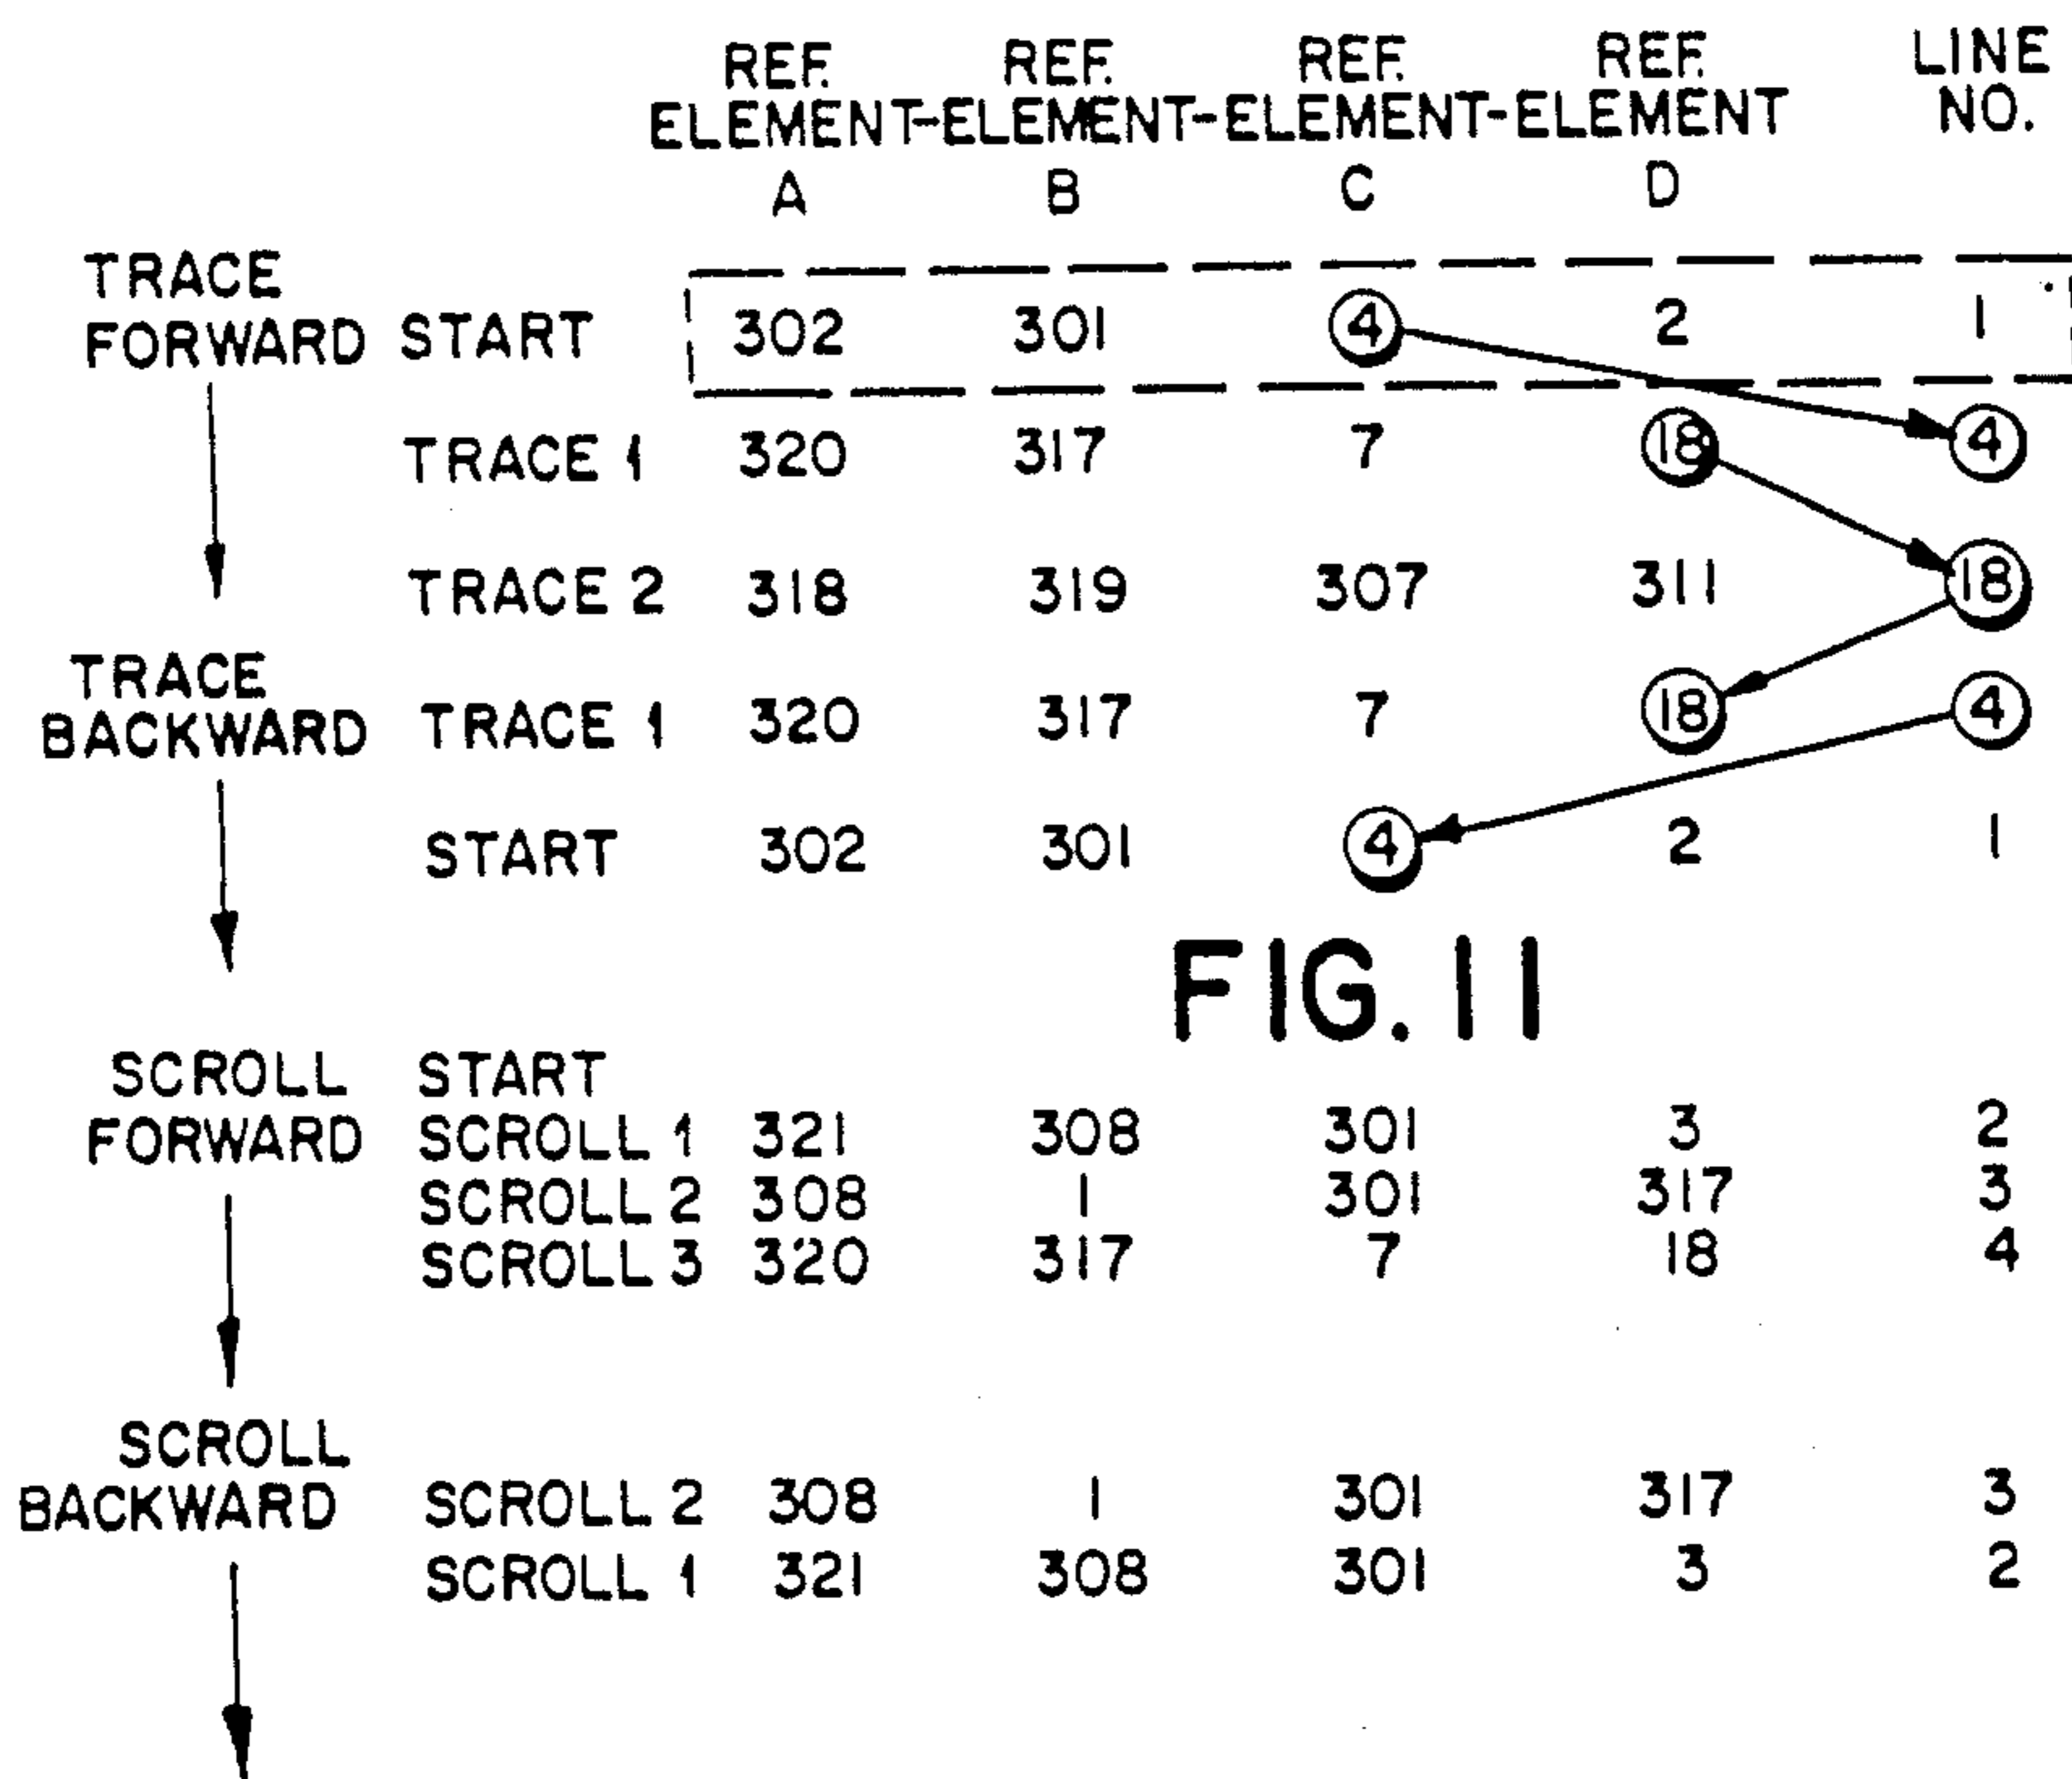 REF. REF. REF. REF. LINE
ELEMENT-ELEMENT-ELEMENT-ELEMENT NO.
A B C D
TRACE
FORWARD START 302 301 4 2 1
TRACE 1 320 317 7 18 4
TRACE 2 318 319 307 311 18
TRACE
BACKWARD TRACE 1 320 317 7 18 4
START 302 301 4 2 1
FIG. 11
SCROLL START
FORWARD SCROLL 1 321 308 301 3 2
SCROLL 2 308 1 301 317 3
SCROLL 3 320 317 7 18 4
SCROLL
BACKWARD SCROLL 2 308 1 301 317 3
SCROLL 1 321 308 301 3 2